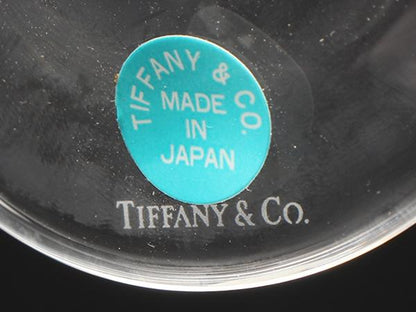 TIFFANY & CO.
MADE
IN
JAPAN
TIFFANY & CO.